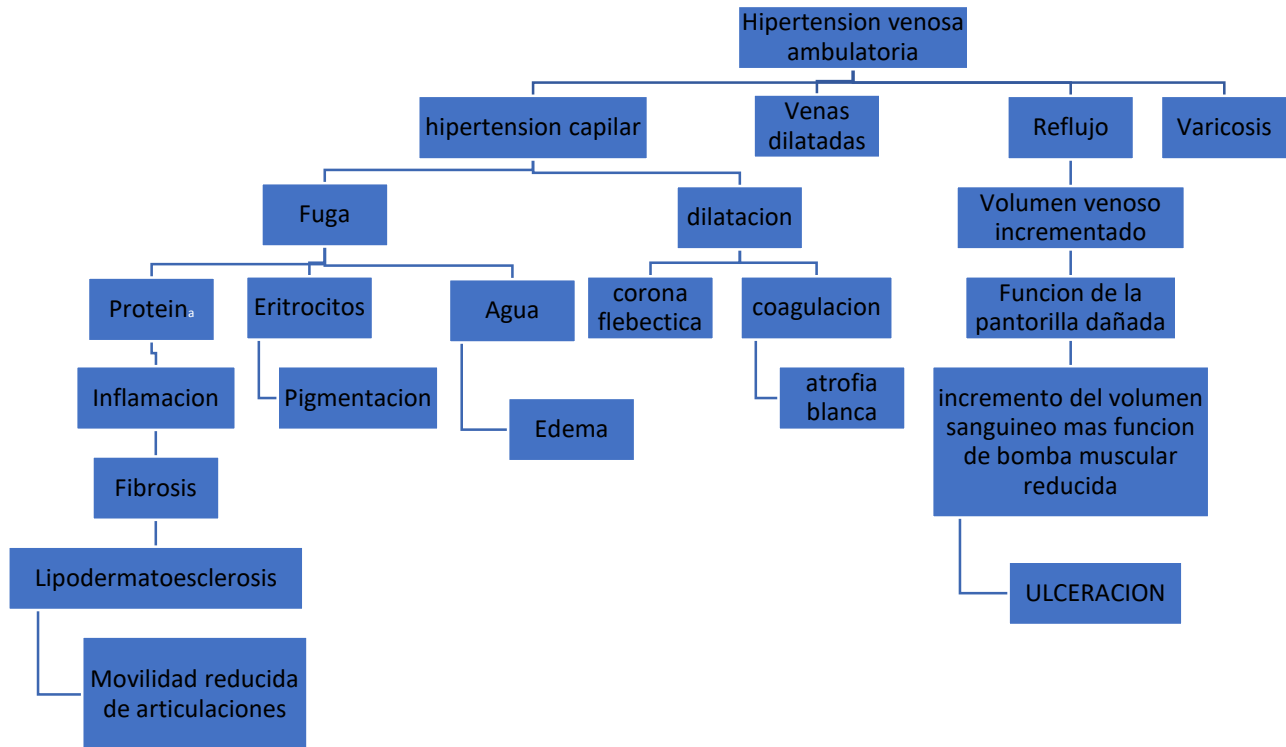 Hipertension venosa
ambulatoria
hipertension capilar
Venas
dilatadas
Reflujo
Varicosis
Fuga
dilatacion
Volumen venoso
incrementado
Proteina
Eritrocitos
Agua
corona
flebectica
coagulacion
Funcion de la
pantorilla dañada
Inflamacion
Pigmentacion
Edema
atrofia
blanca
incremento del volumen
sanguineo mas funcion
de bomba muscular
reducida
Fibrosis
Lipodermatoesclerosis
ULCERACION
Movilidad reducida
de articulaciones